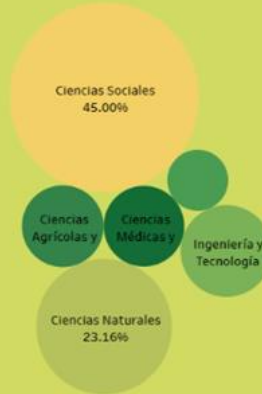 Ciencias Sociales
45.00%
Ciencias
Agrícolas y
Ciencias
Médicas y
Ingeniería y
Tecnología
Ciencias Naturales
23.16%